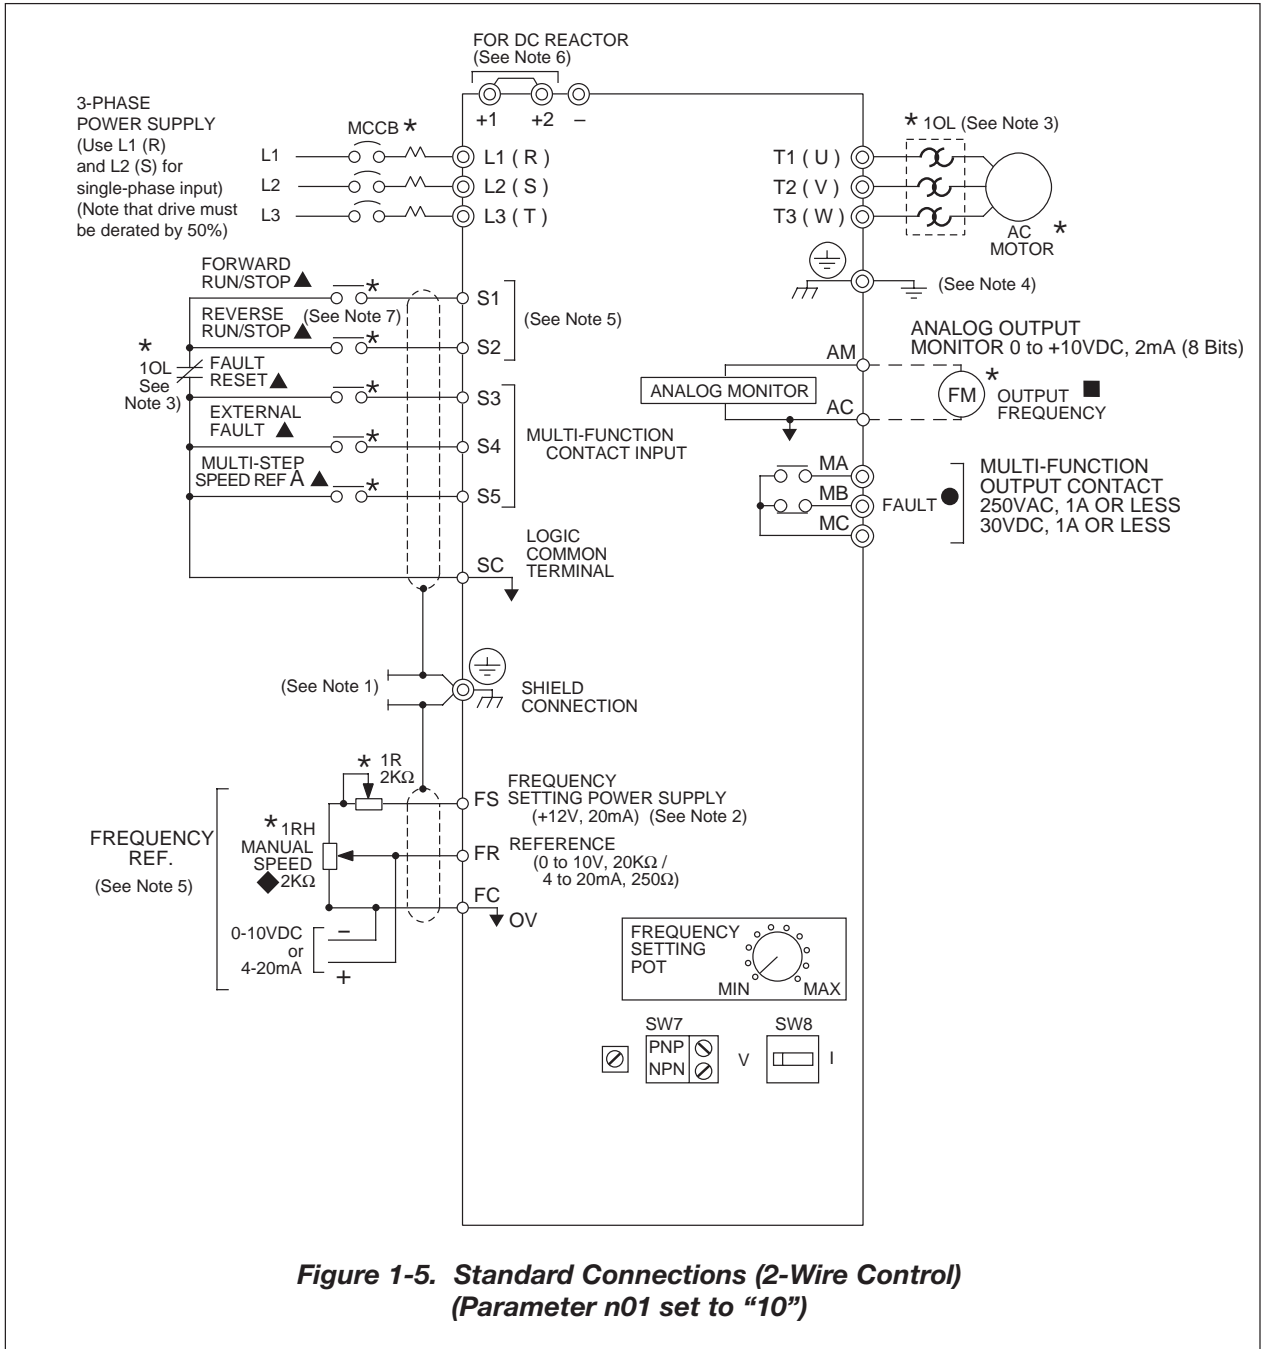 FOR DC REACTOR
(See Note 6)
+1 +2 –
3-PHASE
POWER SUPPLY
(Use L1 (R)
and L2 (S) for
single-phase input)
(Note that drive must
be derated by 50%)
MCCB *
L1
L2
L3
L1 ( R )
L2 ( S )
L3 ( T )
* 1OL (See Note 3)
T1 ( U )
T2 ( V )
T3 ( W )
AC *
MOTOR
(See Note 4)
FORWARD
RUN/STOP ▲
*
(See Note 7)
REVERSE
RUN/STOP ▲
*
*
1OL
See
Note 3)
FAULT
RESET ▲
*
EXTERNAL
FAULT ▲
*
MULTI-STEP
SPEED REF A ▲
*
S1
S2
(See Note 5)
S3
S4
S5
MULTI-FUNCTION
CONTACT INPUT
SC
LOGIC
COMMON
TERMINAL
AM
ANALOG MONITOR
AC
ANALOG OUTPUT
MONITOR 0 to +10VDC, 2mA (8 Bits)
FM *
OUTPUT ■
FREQUENCY
MA
MB
MC
FAULT ●
MULTI-FUNCTION
OUTPUT CONTACT
250VAC, 1A OR LESS
30VDC, 1A OR LESS
(See Note 1)
SHIELD
CONNECTION
* 1R
2KΩ
FREQUENCY
REF.
(See Note 5)
* 1RH
MANUAL
SPEED
◆ 2KΩ
FS
FREQUENCY
SETTING POWER SUPPLY
(+12V, 20mA) (See Note 2)
FR
REFERENCE
(0 to 10V, 20KΩ /
4 to 20mA, 250Ω)
FC
OV
0-10VDC –
or
4-20mA +
FREQUENCY
SETTING
POT
MIN MAX
SW7
PNP
NPN
SW8
V I
Figure 1-5. Standard Connections (2-Wire Control)
(Parameter n01 set to “10”)